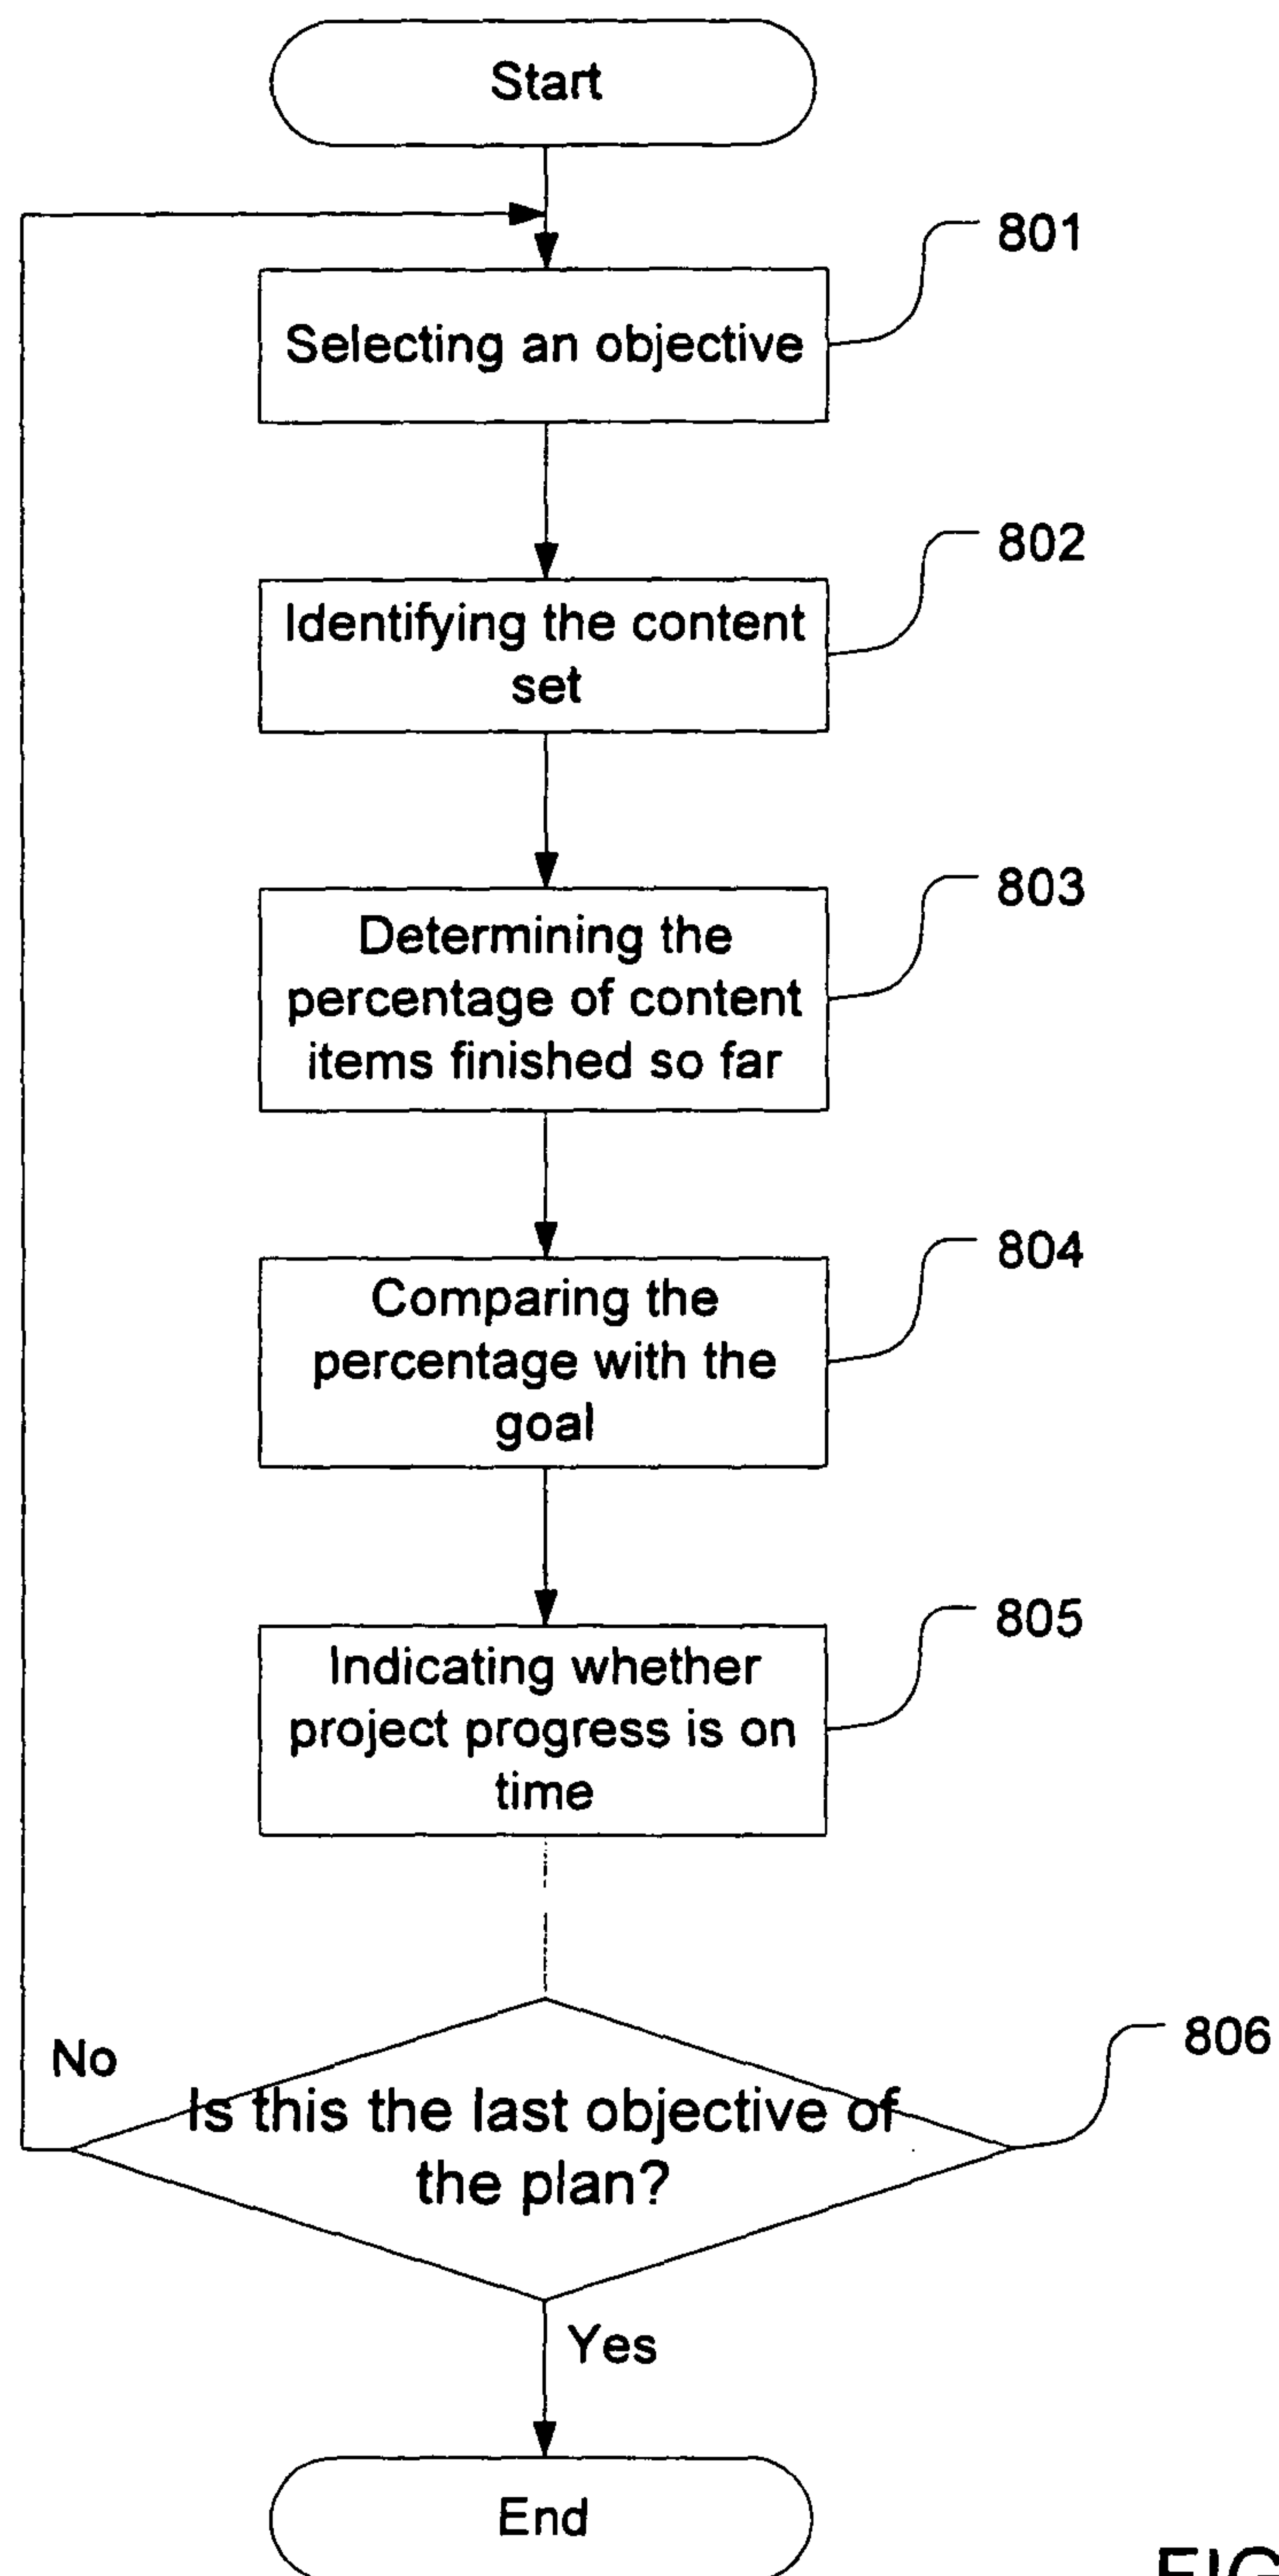 Start
801
Selecting an objective
802
Identifying the content
set
803
Determining the
percentage of content
items finished so far
804
Comparing the
percentage with the
goal
805
Indicating whether
project progress is on
time
806
No
Is this the last objective of
the plan?
Yes
End
FIG